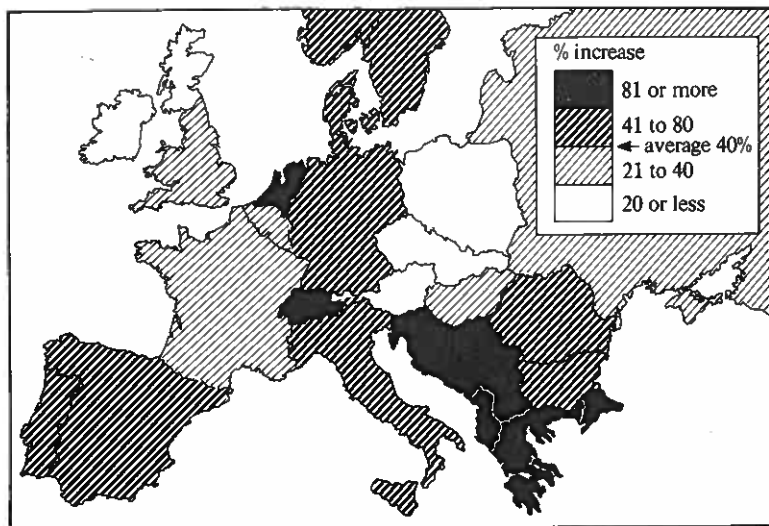 % increase
81 or more
41 to 80
average 40%
21 to 40
20 or less